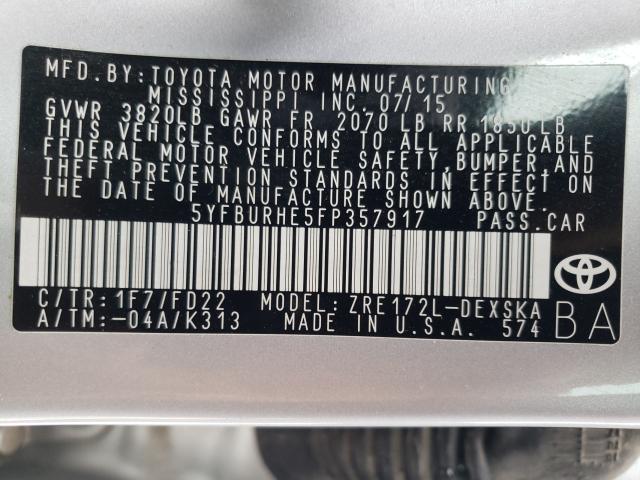 MFD.BY:TOYOTA MOTOR MANUFACTURING
MISSISSIPPI INC. 07/15
GVWR 3820LB GAWR FR 2070LB RR 1850LB
THIS VEHICLE CONFORMS TO ALL APPLICABLE
FEDERAL MOTOR VEHICLE SAFETY, BUMPER AND
THEFT PREVENTION STANDARDS IN EFFECT ON
THE DATE OF MANUFACTURE SHOWN ABOVE.
5YFBURHE5FP357917 PASS.CAR
C/TR:1F7/FD22 MODEL:ZRE172L-DEXSKA
A/TM:-04A/K313 MADE IN U.S.A. 574
BA